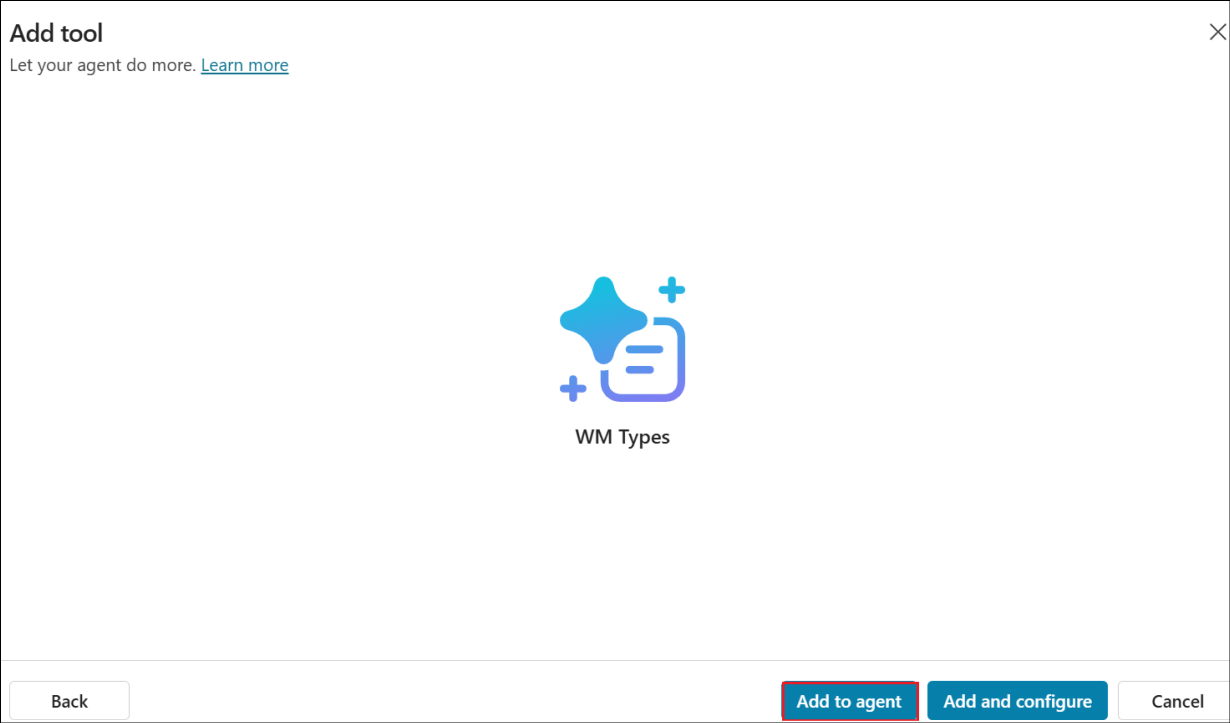 Add tool
Let your agent do more. Learn more
WM Types
Back
Add to agent
Add and configure
Cancel